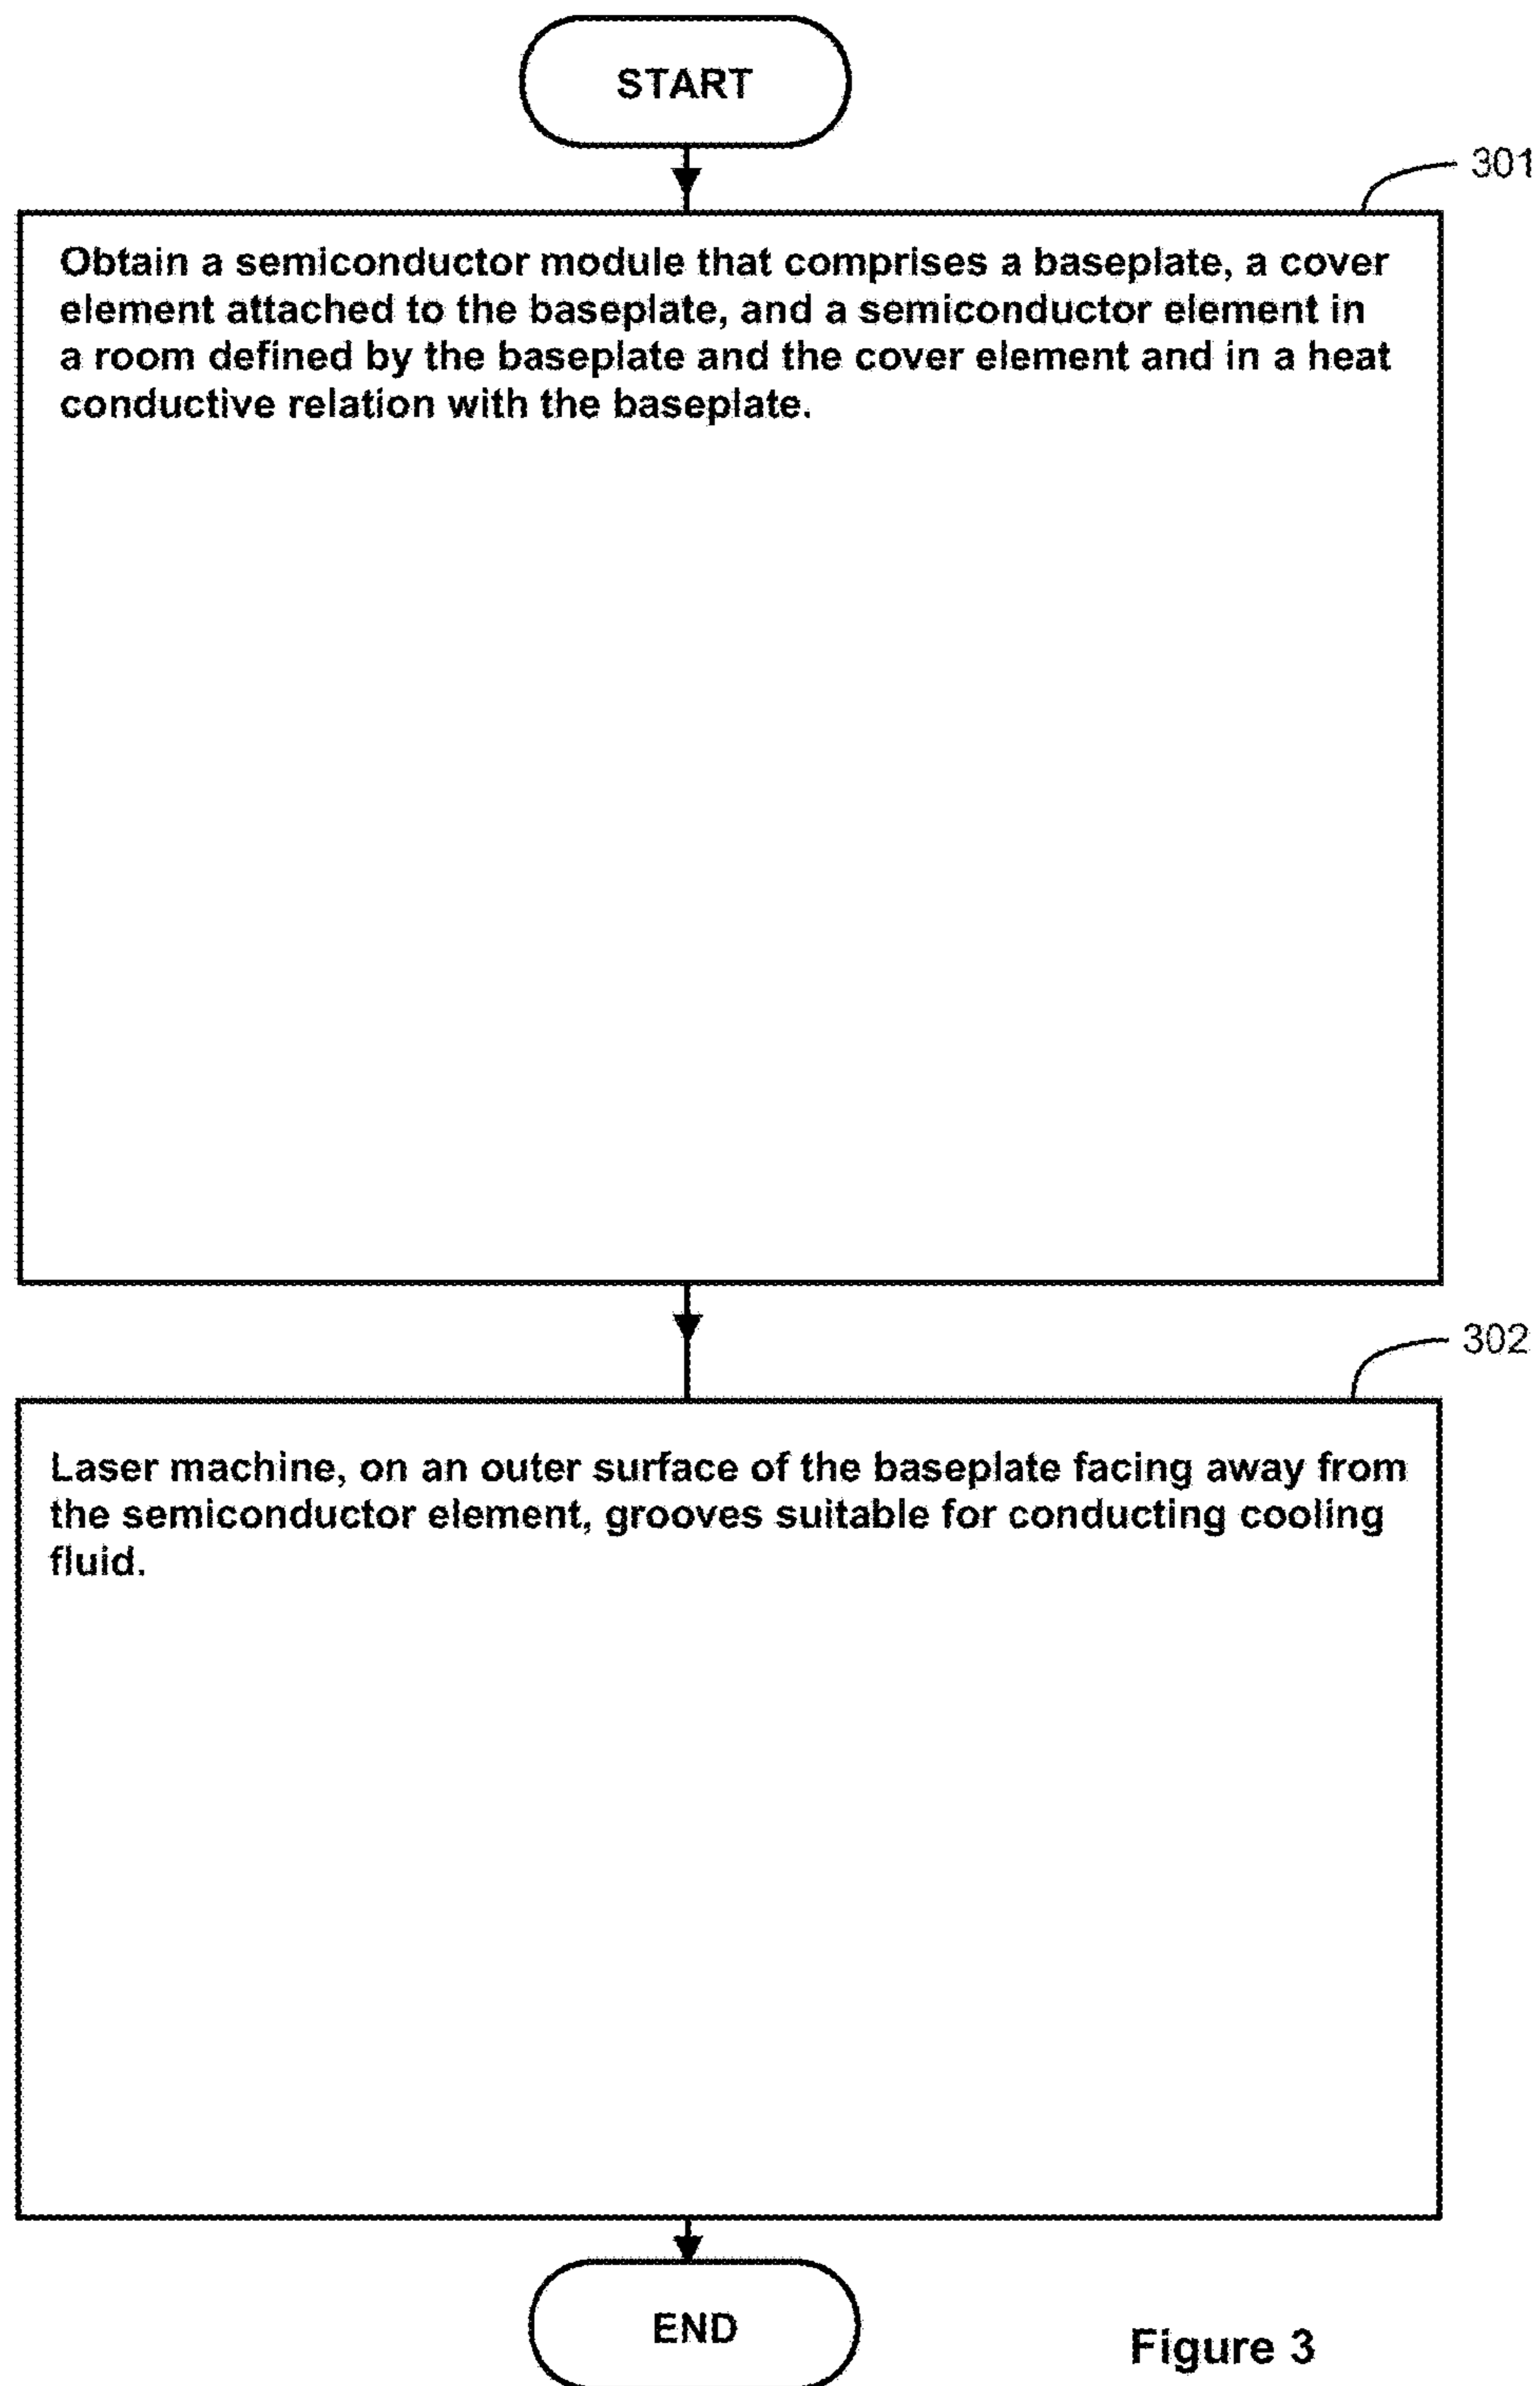 START
301
Obtain a semiconductor module that comprises a baseplate, a cover
element attached to the baseplate, and a semiconductor element in
a room defined by the baseplate and the cover element and in a heat
conductive relation with the baseplate.
302
Laser machine, on an outer surface of the baseplate facing away from
the semiconductor element, grooves suitable for conducting cooling
fluid.
END
Figure 3